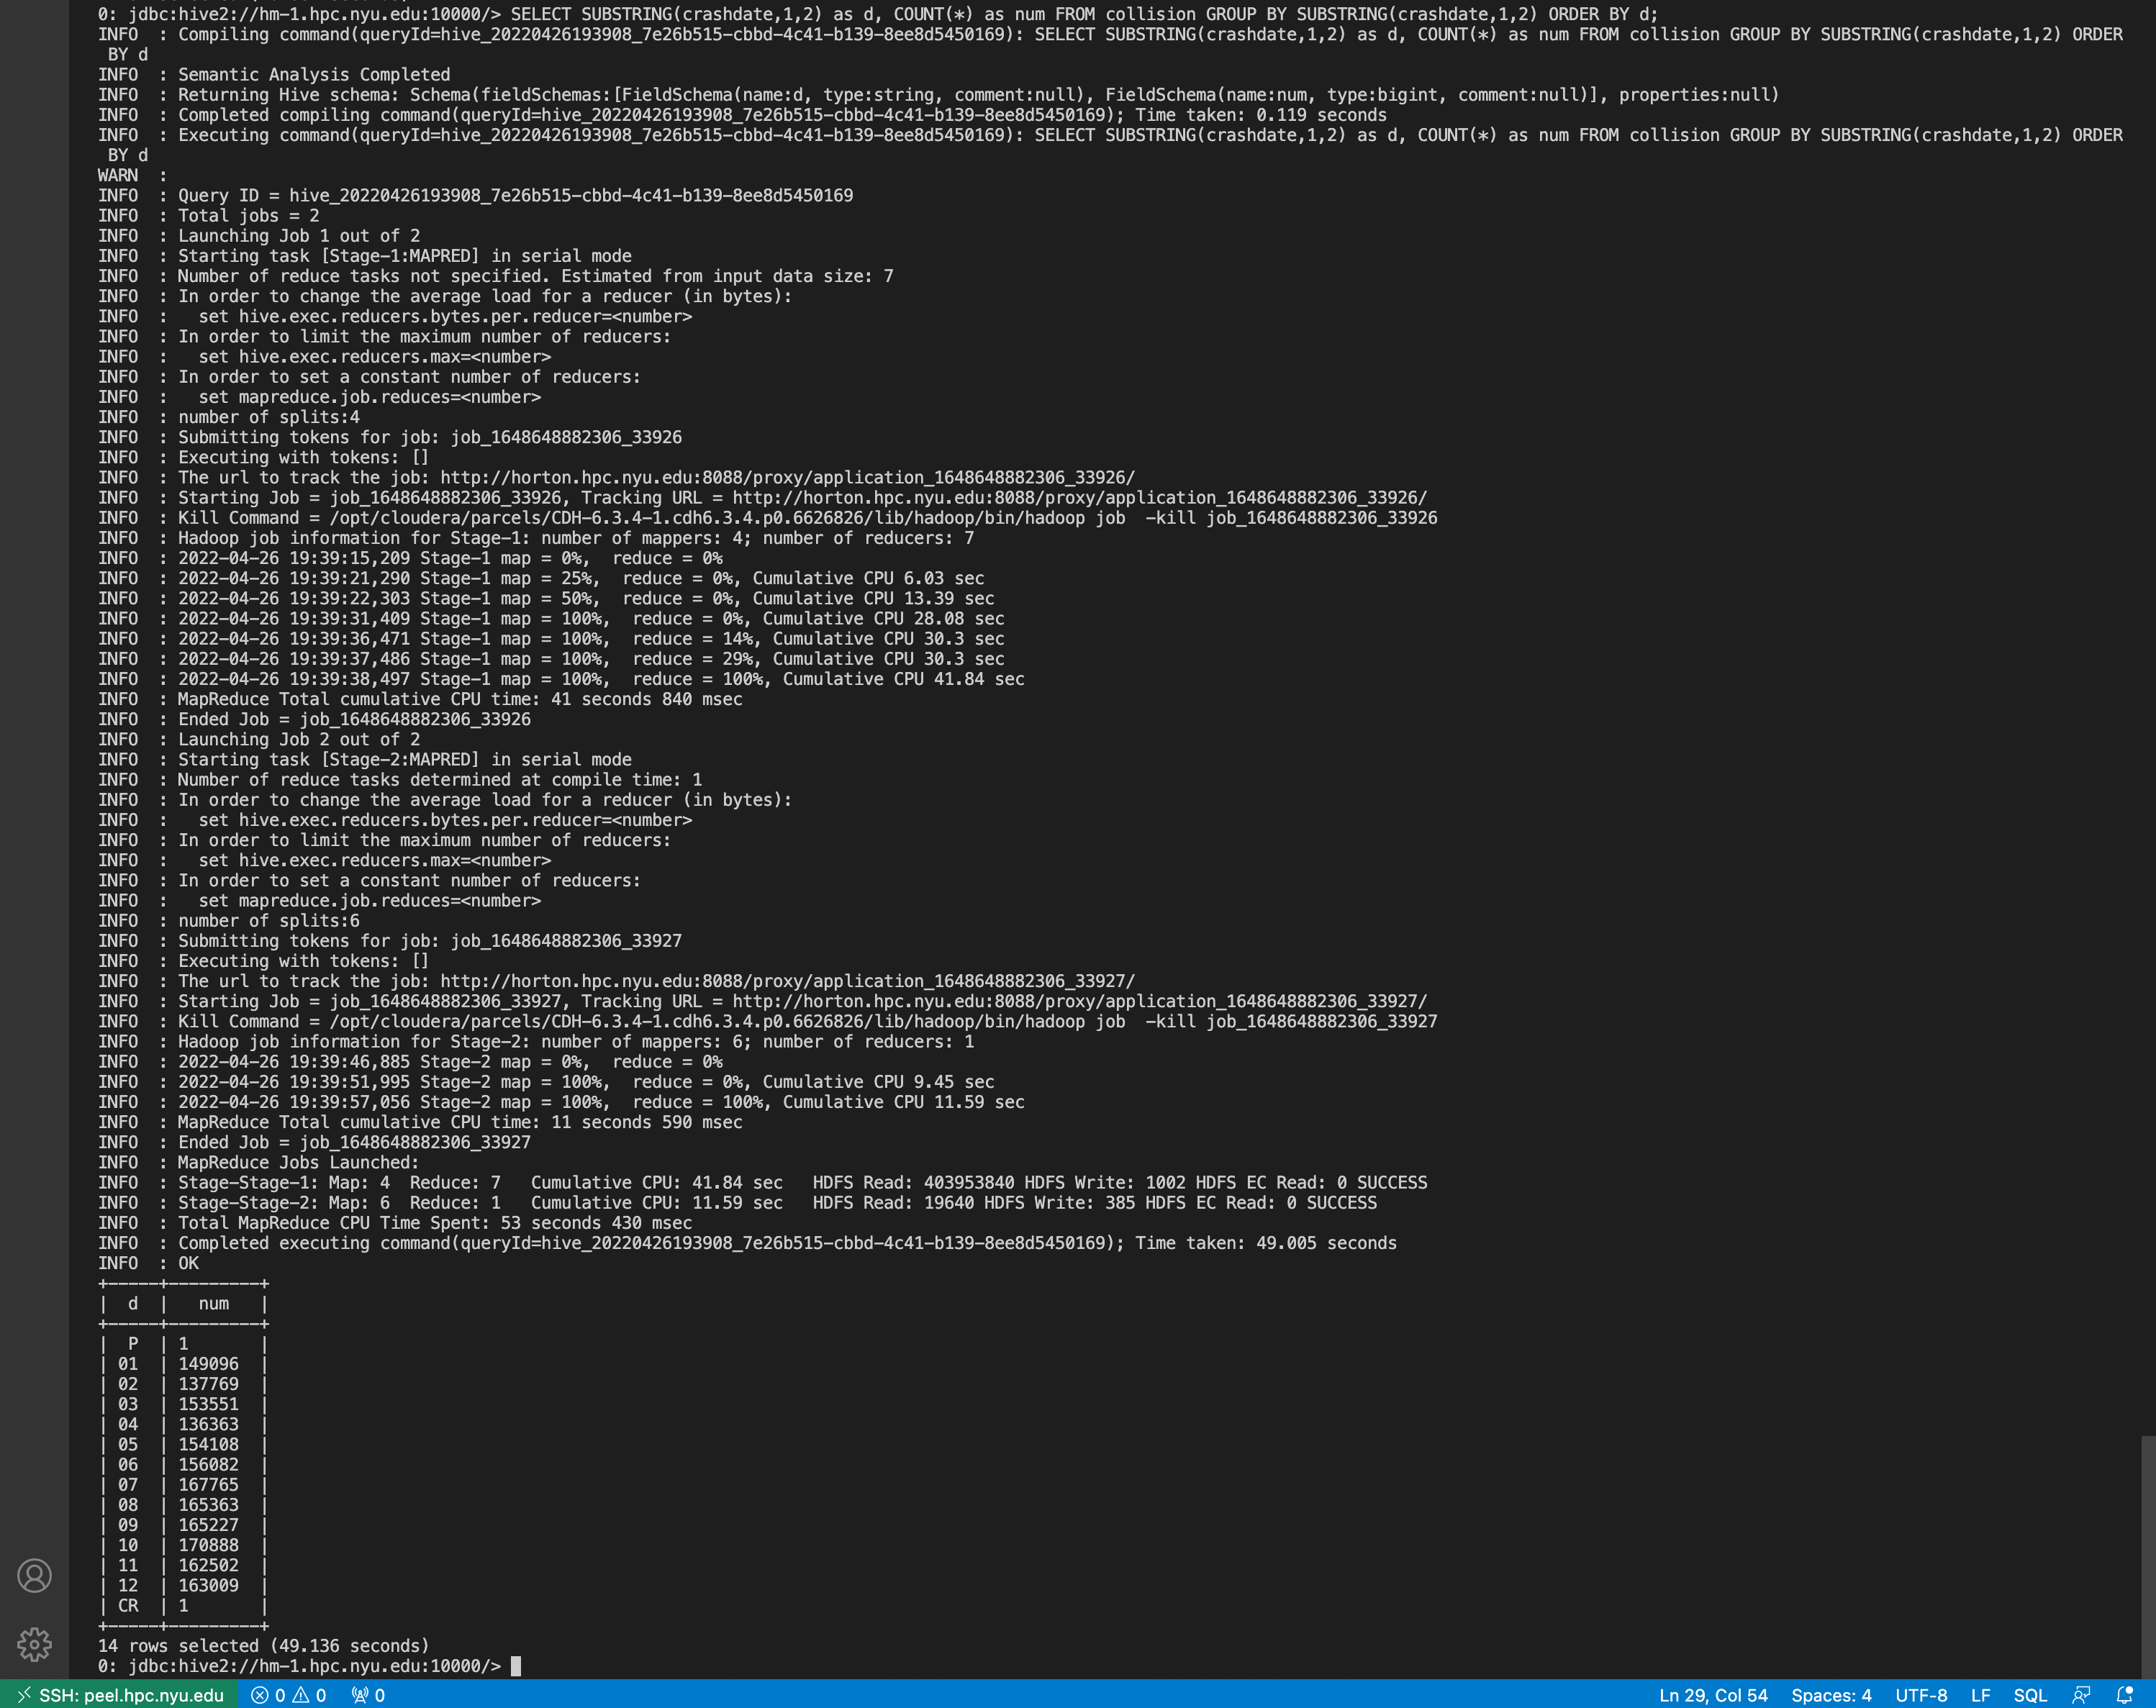 0: jdbc:hive2://hm-1.hpc.nyu.edu:10000/> SELECT SUBSTRING(crashdate,1,2) as d, COUNT(*) as num FROM collision GROUP BY SUBSTRING(crashdate,1,2) ORDER BY d;
INFO  : Compiling command(queryId=hive_20220426193908_7e26b515-cbbd-4c41-b139-8ee8d5450169): SELECT SUBSTRING(crashdate,1,2) as d, COUNT(*) as num FROM collision GROUP BY SUBSTRING(crashdate,1,2) ORDER
 BY d
INFO  : Semantic Analysis Completed
INFO  : Returning Hive schema: Schema(fieldSchemas:[FieldSchema(name:d, type:string, comment:null), FieldSchema(name:num, type:bigint, comment:null)], properties:null)
INFO  : Completed compiling command(queryId=hive_20220426193908_7e26b515-cbbd-4c41-b139-8ee8d5450169); Time taken: 0.119 seconds
INFO  : Executing command(queryId=hive_20220426193908_7e26b515-cbbd-4c41-b139-8ee8d5450169): SELECT SUBSTRING(crashdate,1,2) as d, COUNT(*) as num FROM collision GROUP BY SUBSTRING(crashdate,1,2) ORDER
 BY d
WARN  :
INFO  : Query ID = hive_20220426193908_7e26b515-cbbd-4c41-b139-8ee8d5450169
INFO  : Total jobs = 2
INFO  : Launching Job 1 out of 2
INFO  : Starting task [Stage-1:MAPRED] in serial mode
INFO  : Number of reduce tasks not specified. Estimated from input data size: 7
INFO  : In order to change the average load for a reducer (in bytes):
INFO  :   set hive.exec.reducers.bytes.per.reducer=<number>
INFO  : In order to limit the maximum number of reducers:
INFO  :   set hive.exec.reducers.max=<number>
INFO  : In order to set a constant number of reducers:
INFO  :   set mapreduce.job.reduces=<number>
INFO  : number of splits:4
INFO  : Submitting tokens for job: job_1648648882306_33926
INFO  : Executing with tokens: []
INFO  : The url to track the job: http://horton.hpc.nyu.edu:8088/proxy/application_1648648882306_33926/
INFO  : Starting Job = job_1648648882306_33926, Tracking URL = http://horton.hpc.nyu.edu:8088/proxy/application_1648648882306_33926/
INFO  : Kill Command = /opt/cloudera/parcels/CDH-6.3.4-1.cdh6.3.4.p0.6626826/lib/hadoop/bin/hadoop job  -kill job_1648648882306_33926
INFO  : Hadoop job information for Stage-1: number of mappers: 4; number of reducers: 7
INFO  : 2022-04-26 19:39:15,209 Stage-1 map = 0%,  reduce = 0%
INFO  : 2022-04-26 19:39:21,290 Stage-1 map = 25%,  reduce = 0%, Cumulative CPU 6.03 sec
INFO  : 2022-04-26 19:39:22,303 Stage-1 map = 50%,  reduce = 0%, Cumulative CPU 13.39 sec
INFO  : 2022-04-26 19:39:31,409 Stage-1 map = 100%,  reduce = 0%, Cumulative CPU 28.08 sec
INFO  : 2022-04-26 19:39:36,471 Stage-1 map = 100%,  reduce = 14%, Cumulative CPU 30.3 sec
INFO  : 2022-04-26 19:39:37,486 Stage-1 map = 100%,  reduce = 29%, Cumulative CPU 30.3 sec
INFO  : 2022-04-26 19:39:38,497 Stage-1 map = 100%,  reduce = 100%, Cumulative CPU 41.84 sec
INFO  : MapReduce Total cumulative CPU time: 41 seconds 840 msec
INFO  : Ended Job = job_1648648882306_33926
INFO  : Launching Job 2 out of 2
INFO  : Starting task [Stage-2:MAPRED] in serial mode
INFO  : Number of reduce tasks determined at compile time: 1
INFO  : In order to change the average load for a reducer (in bytes):
INFO  :   set hive.exec.reducers.bytes.per.reducer=<number>
INFO  : In order to limit the maximum number of reducers:
INFO  :   set hive.exec.reducers.max=<number>
INFO  : In order to set a constant number of reducers:
INFO  :   set mapreduce.job.reduces=<number>
INFO  : number of splits:6
INFO  : Submitting tokens for job: job_1648648882306_33927
INFO  : Executing with tokens: []
INFO  : The url to track the job: http://horton.hpc.nyu.edu:8088/proxy/application_1648648882306_33927/
INFO  : Starting Job = job_1648648882306_33927, Tracking URL = http://horton.hpc.nyu.edu:8088/proxy/application_1648648882306_33927/
INFO  : Kill Command = /opt/cloudera/parcels/CDH-6.3.4-1.cdh6.3.4.p0.6626826/lib/hadoop/bin/hadoop job  -kill job_1648648882306_33927
INFO  : Hadoop job information for Stage-2: number of mappers: 6; number of reducers: 1
INFO  : 2022-04-26 19:39:46,885 Stage-2 map = 0%,  reduce = 0%
INFO  : 2022-04-26 19:39:51,995 Stage-2 map = 100%,  reduce = 0%, Cumulative CPU 9.45 sec
INFO  : 2022-04-26 19:39:57,056 Stage-2 map = 100%,  reduce = 100%, Cumulative CPU 11.59 sec
INFO  : MapReduce Total cumulative CPU time: 11 seconds 590 msec
INFO  : Ended Job = job_1648648882306_33927
INFO  : MapReduce Jobs Launched:
INFO  : Stage-Stage-1: Map: 4  Reduce: 7   Cumulative CPU: 41.84 sec   HDFS Read: 403953840 HDFS Write: 1002 HDFS EC Read: 0 SUCCESS
INFO  : Stage-Stage-2: Map: 6  Reduce: 1   Cumulative CPU: 11.59 sec   HDFS Read: 19640 HDFS Write: 385 HDFS EC Read: 0 SUCCESS
INFO  : Total MapReduce CPU Time Spent: 53 seconds 430 msec
INFO  : Completed executing command(queryId=hive_20220426193908_7e26b515-cbbd-4c41-b139-8ee8d5450169); Time taken: 49.005 seconds
INFO  : OK
+-----+---------+
|  d  |   num   |
+-----+---------+
|  P  | 1       |
| 01  | 149096  |
| 02  | 137769  |
| 03  | 153551  |
| 04  | 136363  |
| 05  | 154108  |
| 06  | 156082  |
| 07  | 167765  |
| 08  | 165363  |
| 09  | 165227  |
| 10  | 170888  |
| 11  | 162502  |
| 12  | 163009  |
| CR  | 1       |
+-----+---------+
14 rows selected (49.136 seconds)
0: jdbc:hive2://hm-1.hpc.nyu.edu:10000/>
SSH: peel.hpc.nyu.edu 0 0 0 Ln 29, Col 54 Spaces: 4 UTF-8 LF SQL